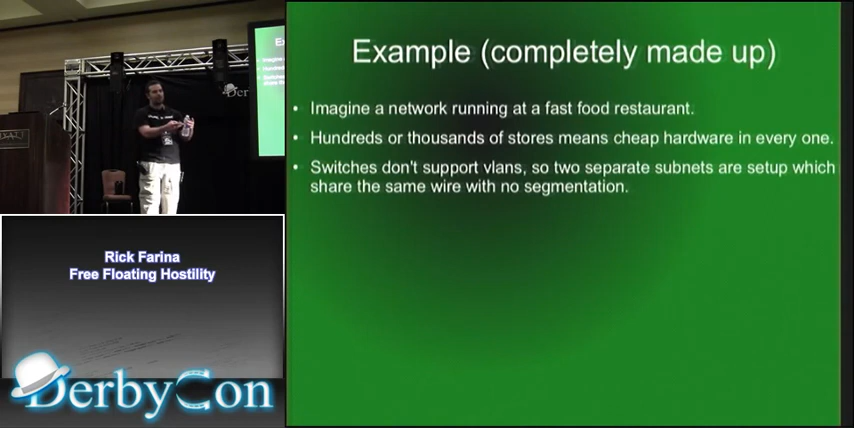 Example (completely made up)
• Imagine a network running at a fast food restaurant.
• Hundreds or thousands of stores means cheap hardware in every one.
• Switches don't support vlans, so two separate subnets are setup which
share the same wire with no segmentation.
Rick Farina
Free Floating Hostility
DerbyCon